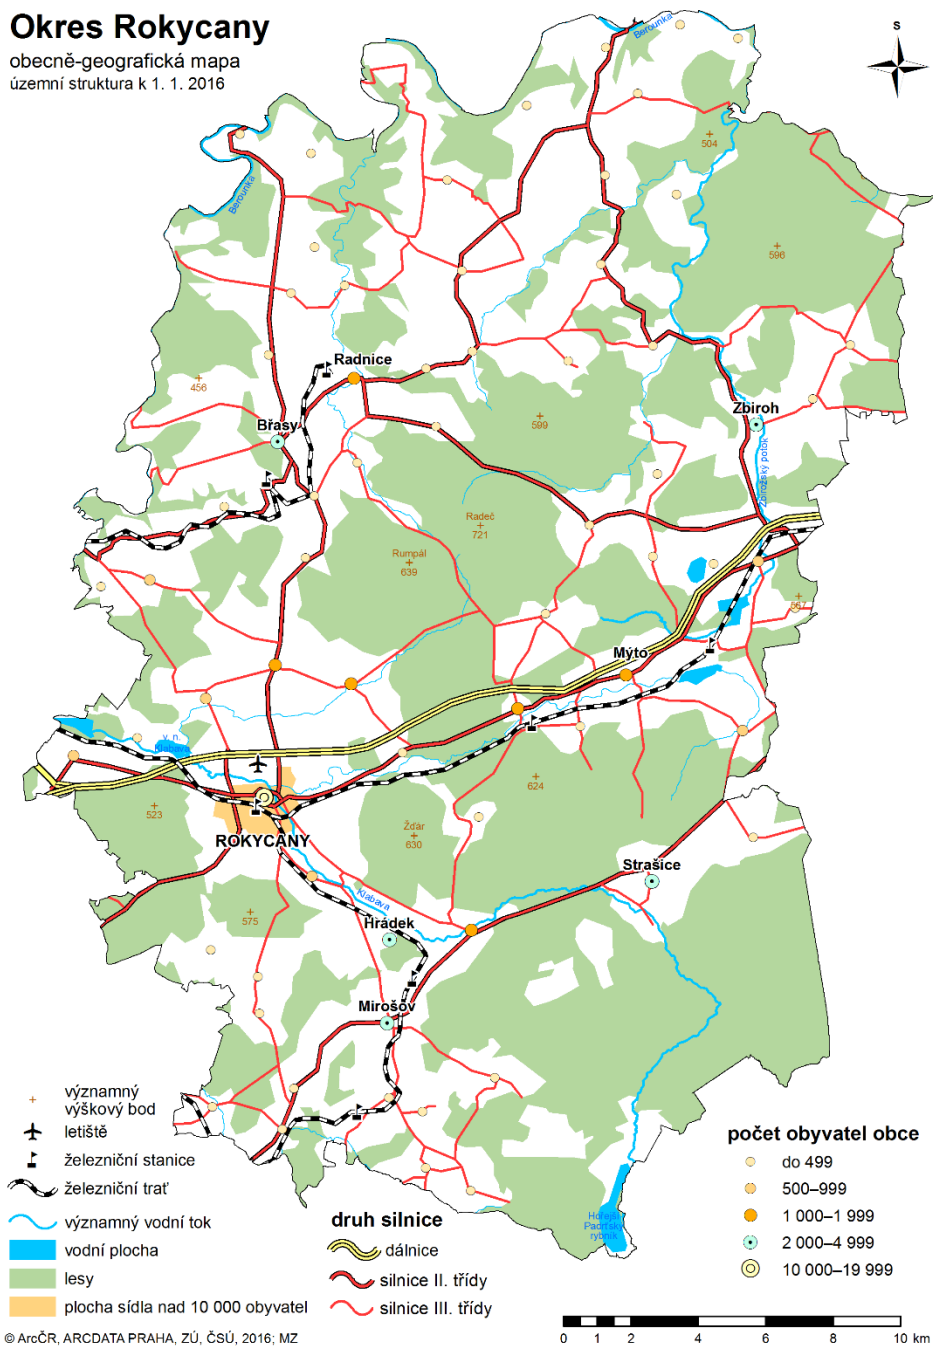 Okres Rokycany
obecně-geografická mapa
územní struktura k 1. 1. 2016
S
Berounka
504
Berounka
596
Radnice
456
Zbiroh
599
Břasy
Zbirožský potok
Radeč
721
Rumpál
639
567
Mýto
v. n.
Klabava
624
523
Žďár
630
ROKYCANY
Strašice
Klabava
575
Hrádek
Mirošov
Hořejší
Padrťský
rybník
významný
výškový bod
letiště
železniční stanice
železniční trať
významný vodní tok
vodní plocha
lesy
plocha sídla nad 10 000 obyvatel
druh silnice
dálnice
silnice II. třídy
silnice III. třídy
počet obyvatel obce
do 499
500–999
1 000–1 999
2 000–4 999
10 000–19 999
0 1 2 4 6 8 10 km
© ArcČR, ARCDATA PRAHA, ZÚ, ČSÚ, 2016; MZ